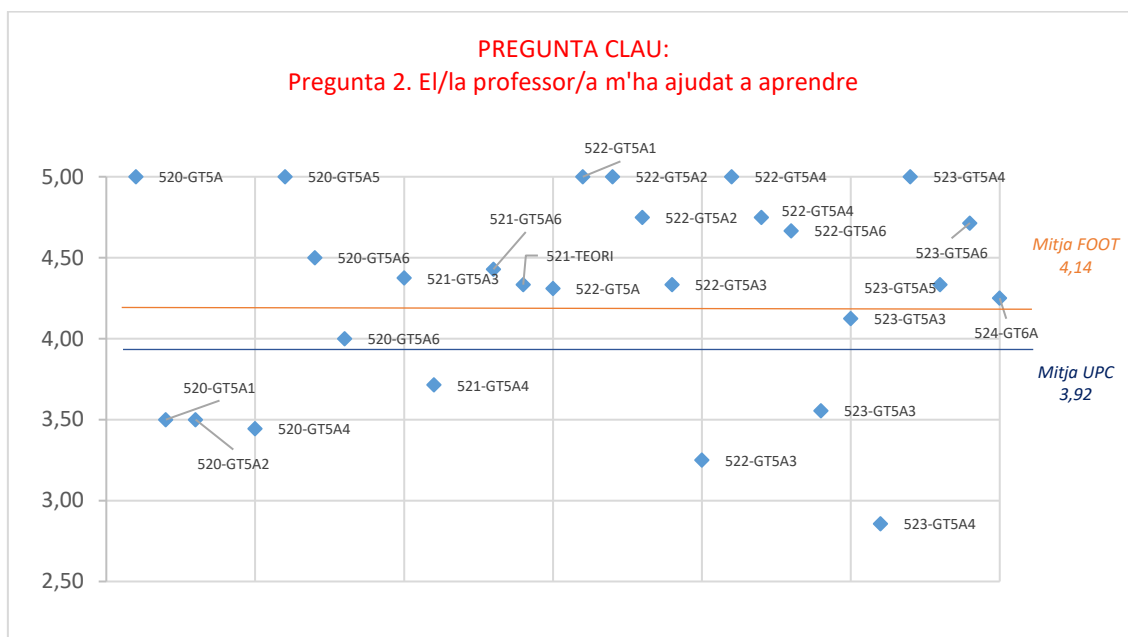 PREGUNTA CLAU:
Pregunta 2. El/la professor/a m'ha ajudat a aprendre
522-GT5A1
5,00
520-GT5A
520-GT5A5
522-GT5A2
522-GT5A4
523-GT5A4
521-GT5A6
522-GT5A2
522-GT5A4
522-GT5A6
523-GT5A6
Mitja FOOT
4,14
4,50
520-GT5A6
521-TEORI
521-GT5A3
522-GT5A
522-GT5A3
523-GT5A5
523-GT5A3
524-GT6A
4,00
520-GT5A6
Mitja UPC
3,92
520-GT5A1
521-GT5A4
3,50
523-GT5A3
520-GT5A4
520-GT5A2
522-GT5A3
3,00
523-GT5A4
2,50